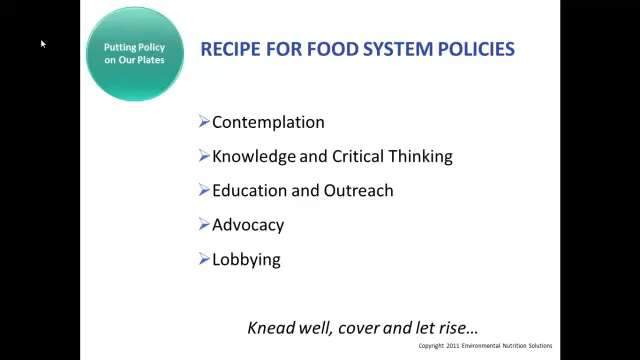 Putting Policy
on Our Plates
RECIPE FOR FOOD SYSTEM POLICIES
Contemplation
Knowledge and Critical Thinking
Education and Outreach
Advocacy
Lobbying
Knead well, cover and let rise…
Copyright 2011 Environmental Nutrition Solutions